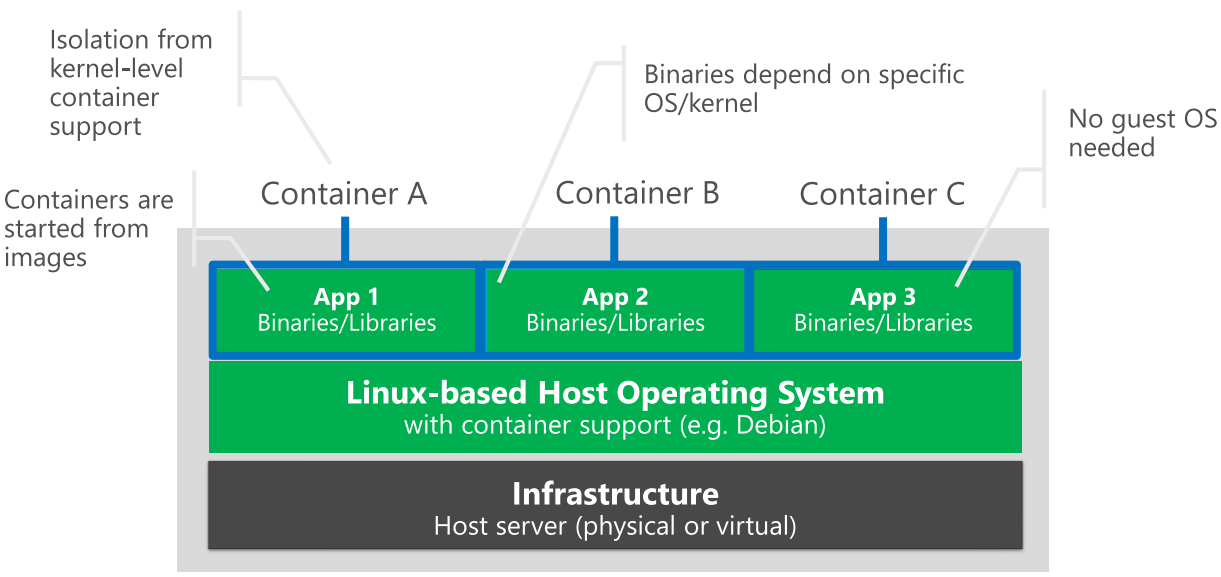 Isolation from
kernel-level
container
support
Binaries depend on specific
OS/kernel
No guest OS
needed
Containers are
started from
images
Container A
Container B
Container C
App 1
Binaries/Libraries
App 2
Binaries/Libraries
App 3
Binaries/Libraries
Linux-based Host Operating System
with container support (e.g. Debian)
Infrastructure
Host server (physical or virtual)